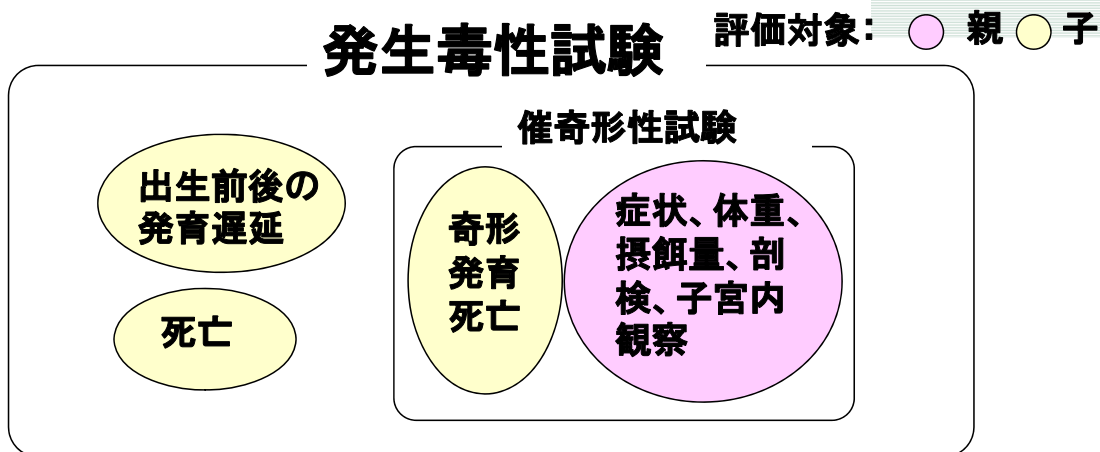 発生毒性試験
評価対象： 親 子
催奇形性試験
出生前後の
発育遅延
死亡
奇形
発育
死亡
症状、体重、
摂餌量、剖
検、子宮内
観察